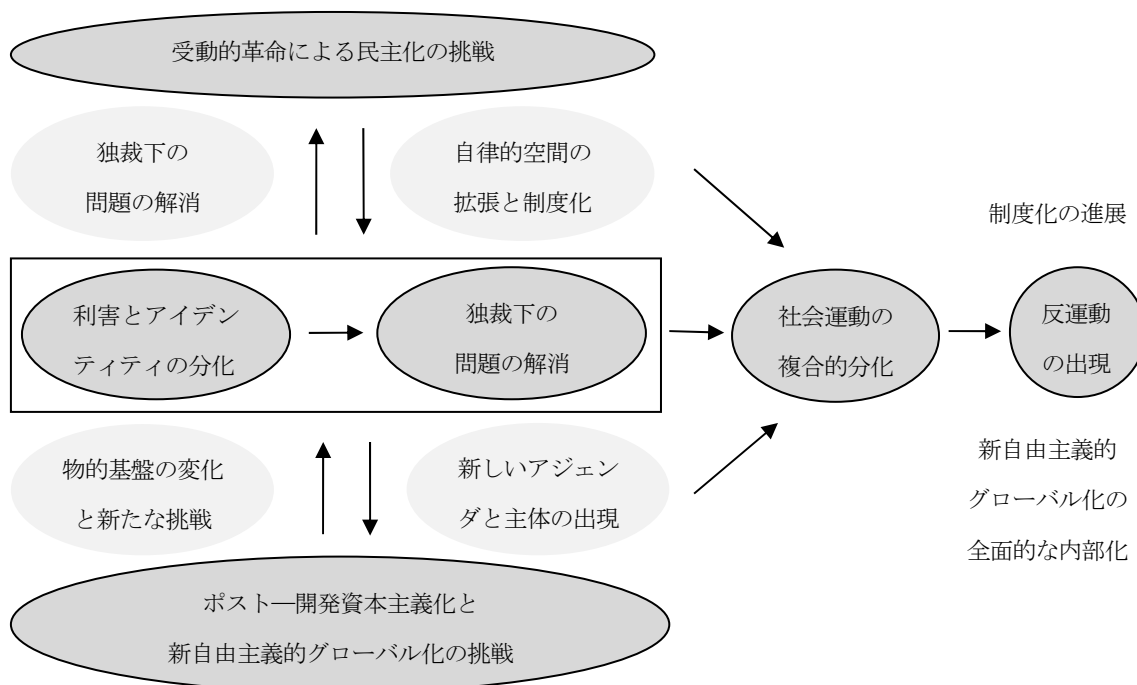 受動的革命による民主化の挑戦
独裁下の
問題の解消
自律的空間の
拡張と制度化
制度化の進展
利害とアイデン
ティティの分化
独裁下の
問題の解消
社会運動の
複合的分化
反運動
の出現
物的基盤の変化
と新たな挑戦
新しいアジェン
ダと主体の出現
新自由主義的
グローバル化の
全面的な内部化
ポスト―開発資本主義化と
新自由主義的グローバル化の挑戦